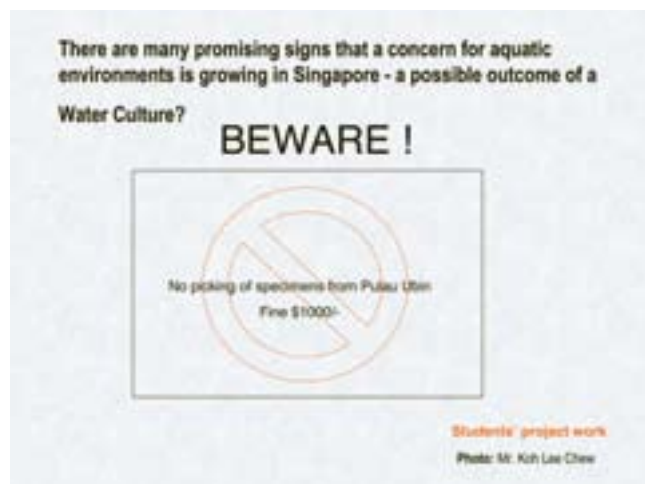 There are many promising signs that a concern for aquatic
environments is growing in Singapore - a possible outcome of a
Water Culture?
BEWARE !
No picking of specimens from Pulau Ubin
Fine $1000/-
Students' project work
Photo: Mr. Koh Lee Chew